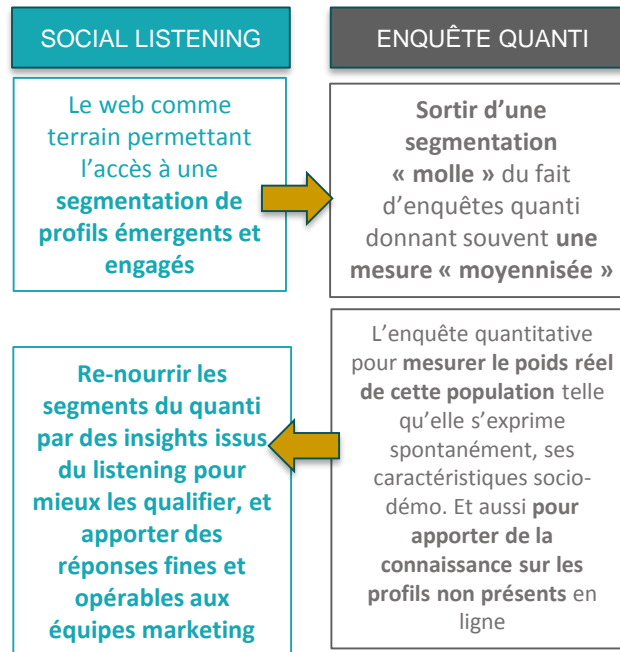 SOCIAL LISTENING
Le web comme
terrain permettant
l’accès à une
segmentation de
profils émergents et
engagés
ENQUÊTE QUANTI
Sortir d’une
segmentation
« molle » du fait
d’enquêtes quanti
donnant souvent une
mesure « moyennisée »
Re-nourrir les
segments du quanti
par des insights issus
du listening pour
mieux les qualifier, et
apporter des
réponses fines et
opérables aux
équipes marketing
L’enquête quantitative
pour mesurer le poids réel
de cette population telle
qu’elle s’exprime
spontanément, ses
caractéristiques socio-
démo. Et aussi pour
apporter de la
connaissance sur les
profils non présents en
ligne